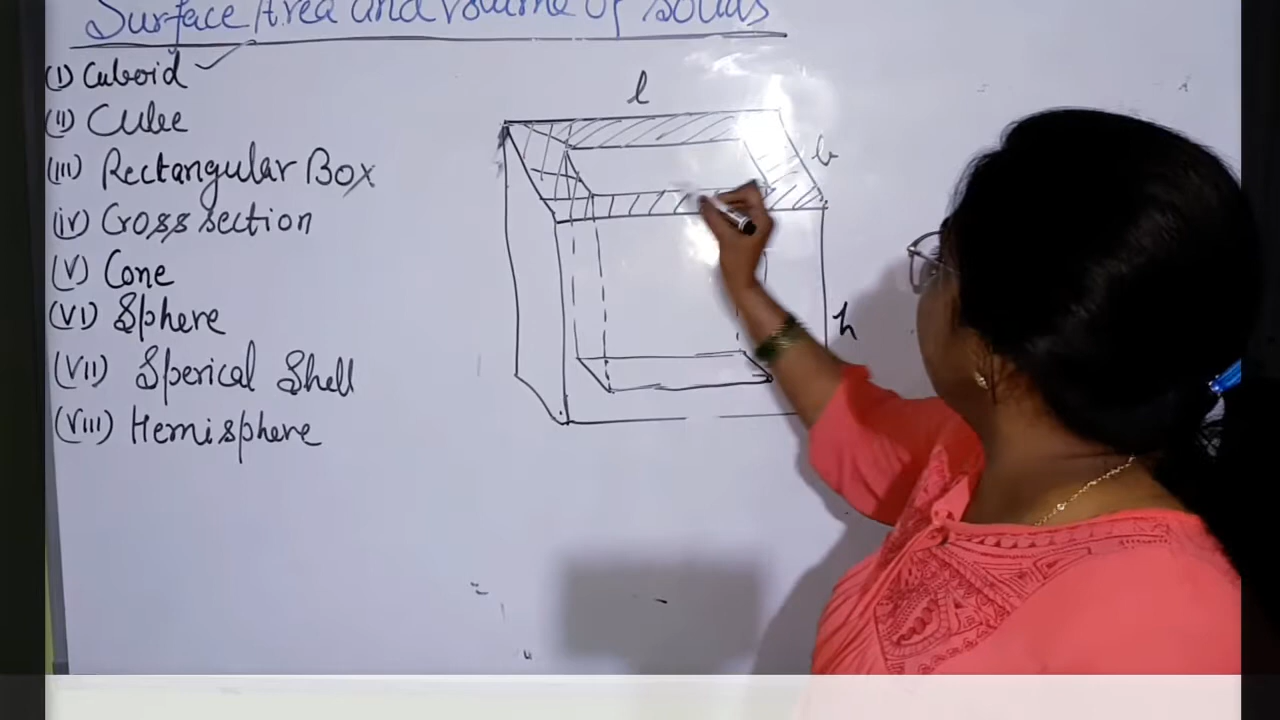 Surface Area and Volume of Solids
(I) Cuboid ✓
(II) Cube
(III) Rectangular Box
(iv) Cross section
(V) Cone
(VI) Sphere
(VII) Sperical Shell
(VIII) Hemisphere
l
b
h